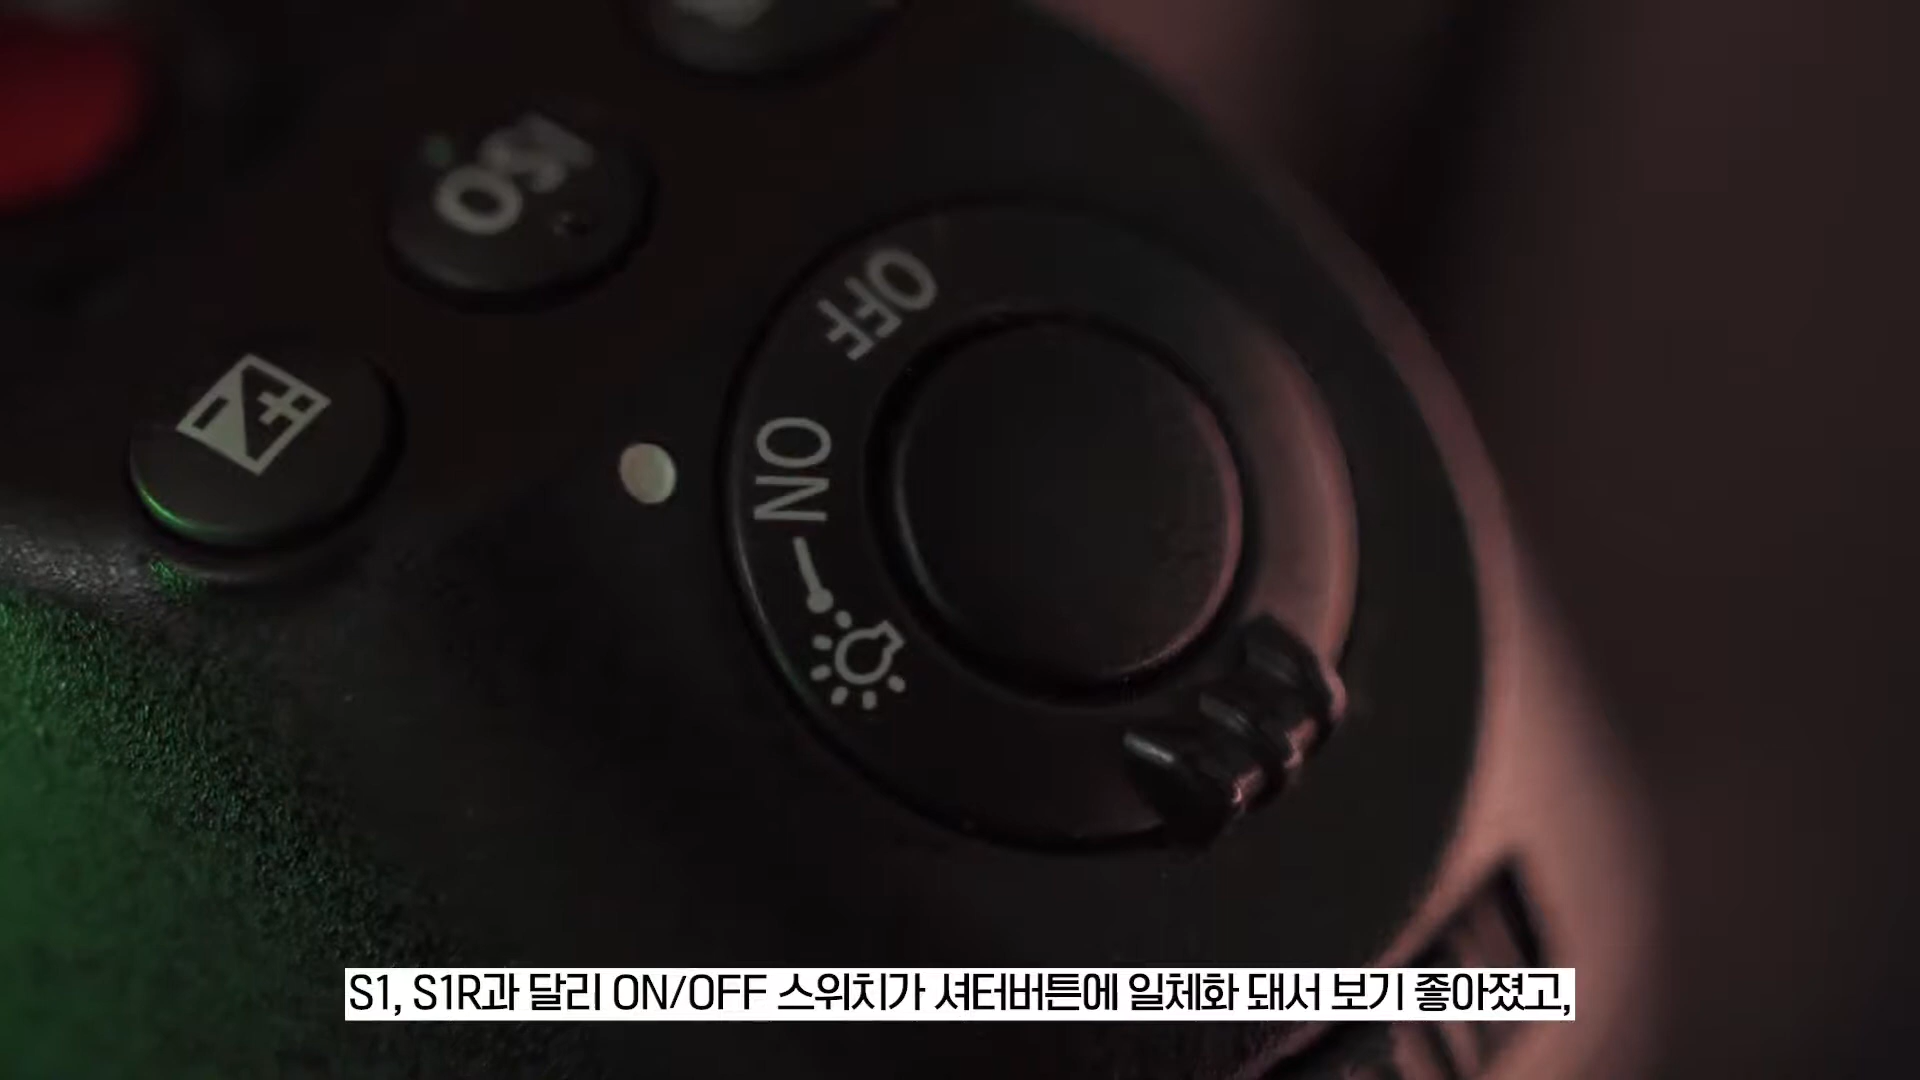 ISO
OFF
ON
S1, S1R과 달리 ON/OFF 스위치가 셔터버튼에 일체화 돼서 보기 좋아졌고,